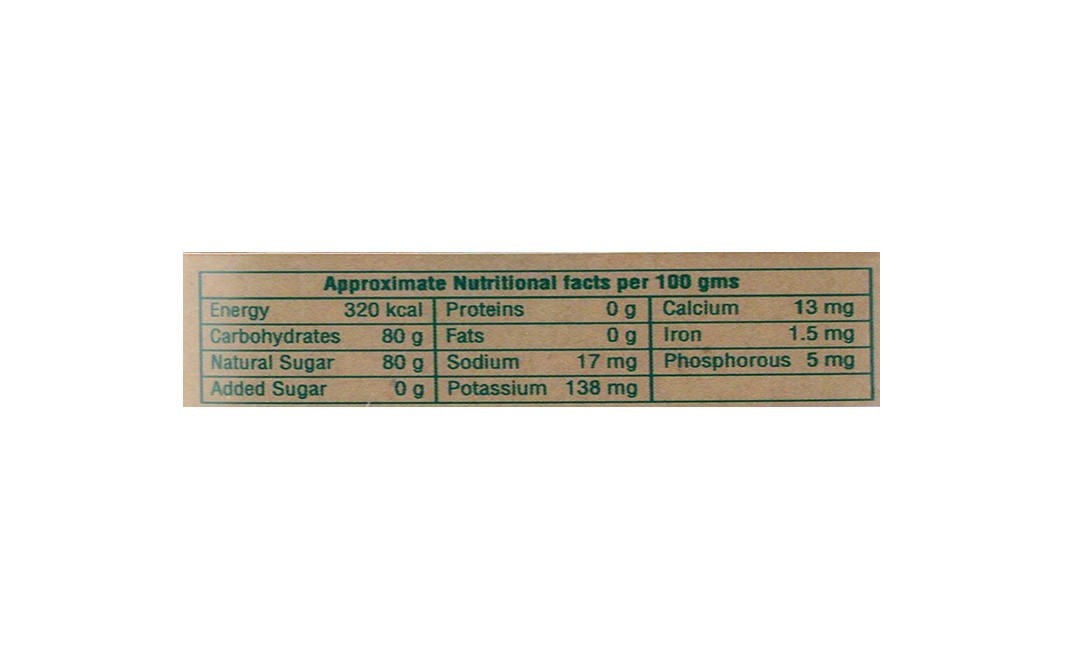 Approximate Nutritional facts per 100 gms
Energy 320 kcal Proteins 0 g Calcium 13 mg
Carbohydrates 80 g Fats 0 g Iron 1.5 mg
Natural Sugar 80 g Sodium 17 mg Phosphorous 5 mg
Added Sugar 0 g Potassium 138 mg